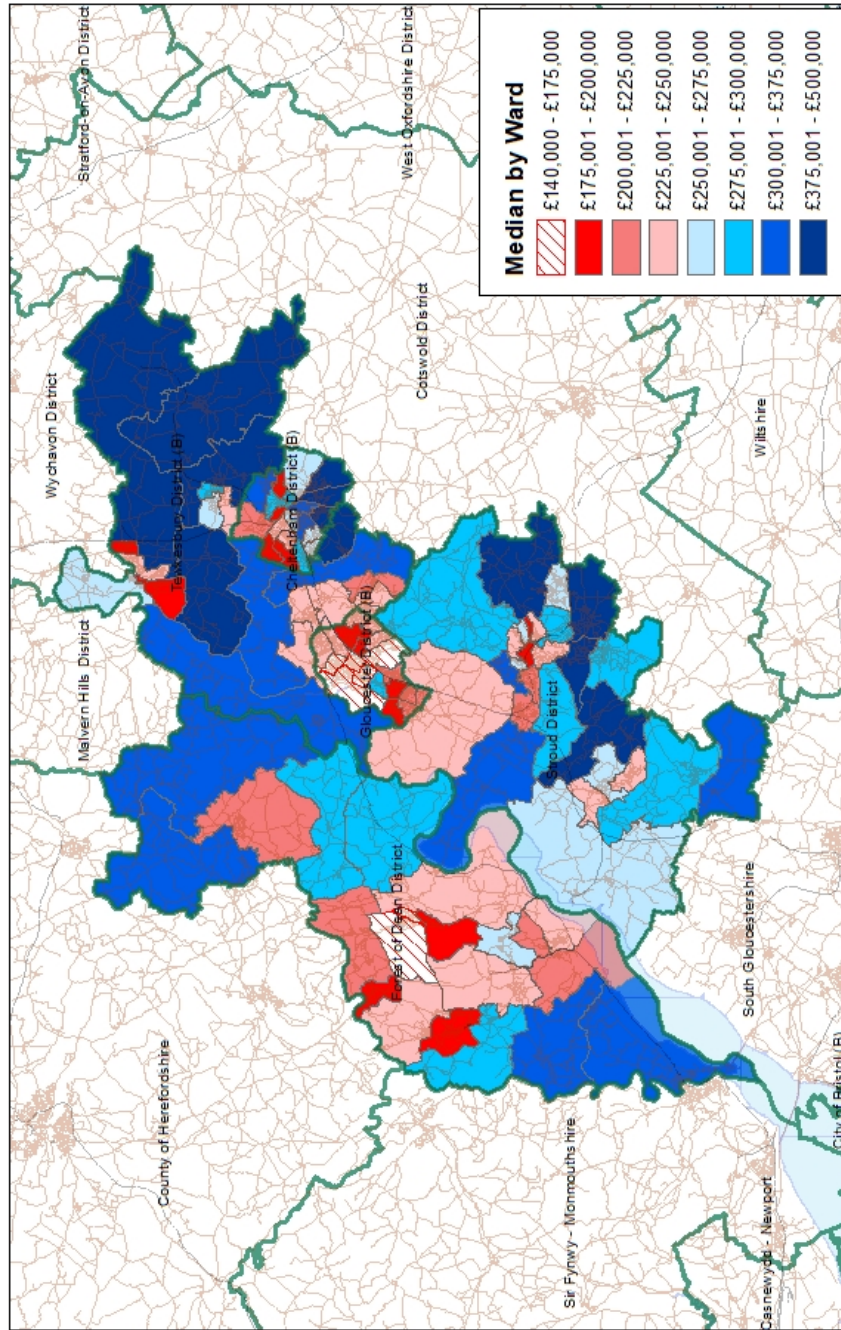 Stratford-on-Avon District
West Oxfordshire District
Wychavon District
Cotswold District
Wiltshire
Tewkesbury District (B)
Cheltenham District (B)
Malvern Hills District
Gloucester District (B)
Stroud District
Forest of Dean District
South Gloucestershire
County of Herefordshire
City of Bristol (B)
Sir Fynwy - Monmouthshire
Casnewydd - Newport
Median by Ward
£140,000 - £175,000
£175,001 - £200,000
£200,001 - £225,000
£225,001 - £250,000
£250,001 - £275,000
£275,001 - £300,000
£300,001 - £375,000
£375,001 - £500,000